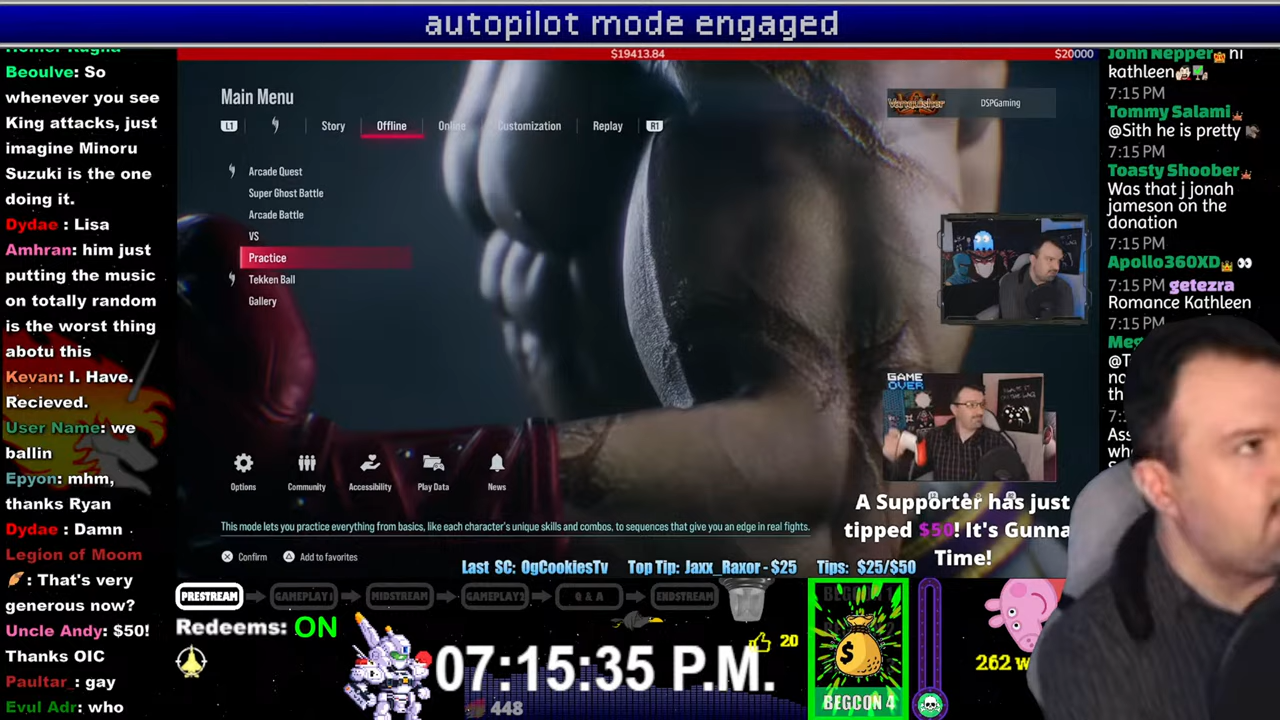 autopilot mode engaged
$19413.84
$20000
Beoulve: So
whenever you see
King attacks, just
imagine Minoru
Suzuki is the one
doing it.
Dydae : Lisa
Amhran: him just
putting the music
on totally random
is the worst thing
abotu this
Kevan: I. Have.
Recieved.
User Name: we
ballin
Epyon: mhm,
thanks Ryan
Dydae : Damn
Legion of Moom
: That's very
generous now?
Uncle Andy: $50!
Thanks OIC
Paultar_: gay
Evul Adr: who
Main Menu
L1
Story
Offline
Online
Customization
Replay
R1
Arcade Quest
Super Ghost Battle
Arcade Battle
VS
Practice
Tekken Ball
Gallery
Vanquisher
DSPGaming
GAME
OVER
Options
Community
Accessibility
Play Data
News
This mode lets you practice everything from basics, like each character's unique skills and combos, to sequences that give you an edge in real fights.
Confirm
Add to favorites
A Supporter has just
tipped $50! It's Gunna
Time!
Last SC: OgCookiesTv
Top Tip: Jaxx_Raxor - $25
Tips: $25/$50
PRESTREAM
GAMEPLAY1
MIDSTREAM
GAMEPLAY2
Q & A
ENDSTREAM
Redeems: ON
07:15:35 P.M.
448
20
BEGCON 4
262 w
John Nepper hi
kathleen
7:15 PM
Tommy Salami
@Sith he is pretty
7:15 PM
Toasty Shoober
Was that j jonah
jameson on the
donation
7:15 PM
Apollo360XD
7:15 PM getezra
Romance Kathleen
7:15 PM